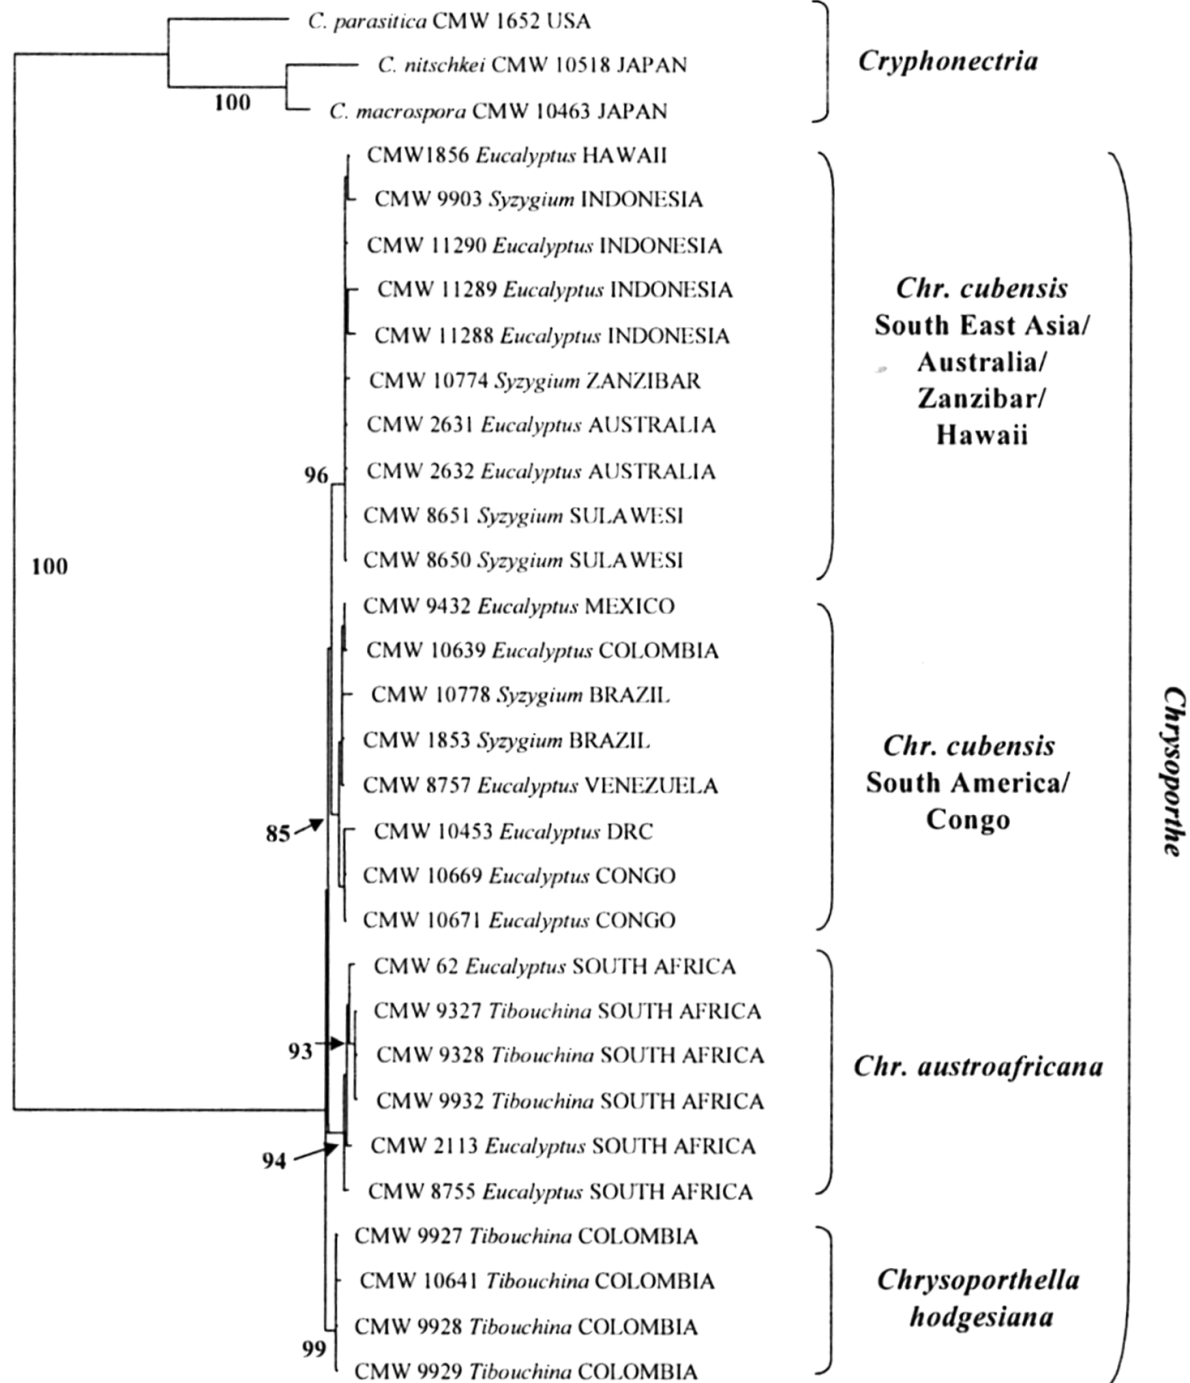 C. parasitica CMW 1652 USA
C. nitschkei CMW 10518 JAPAN
Cryphonectria
100
C. macrospora CMW 10463 JAPAN
CMW1856 Eucalyptus HAWAII
CMW 9903 Syzygium INDONESIA
CMW 11290 Eucalyptus INDONESIA
CMW 11289 Eucalyptus INDONESIA
CMW 11288 Eucalyptus INDONESIA
CMW 10774 Syzygium ZANZIBAR
CMW 2631 Eucalyptus AUSTRALIA
CMW 2632 Eucalyptus AUSTRALIA
CMW 8651 Syzygium SULAWESI
CMW 8650 Syzygium SULAWESI
Chr. cubensis
South East Asia/
Australia/
Zanzibar/
Hawaii
96
100
CMW 9432 Eucalyptus MEXICO
CMW 10639 Eucalyptus COLOMBIA
CMW 10778 Syzygium BRAZIL
CMW 1853 Syzygium BRAZIL
CMW 8757 Eucalyptus VENEZUELA
CMW 10453 Eucalyptus DRC
CMW 10669 Eucalyptus CONGO
CMW 10671 Eucalyptus CONGO
Chr. cubensis
South America/
Congo
85
Chrysoporthe
CMW 62 Eucalyptus SOUTH AFRICA
CMW 9327 Tibouchina SOUTH AFRICA
CMW 9328 Tibouchina SOUTH AFRICA
CMW 9932 Tibouchina SOUTH AFRICA
CMW 2113 Eucalyptus SOUTH AFRICA
CMW 8755 Eucalyptus SOUTH AFRICA
Chr. austroafricana
93
94
CMW 9927 Tibouchina COLOMBIA
CMW 10641 Tibouchina COLOMBIA
CMW 9928 Tibouchina COLOMBIA
CMW 9929 Tibouchina COLOMBIA
Chrysoporthella
hodgesiana
99